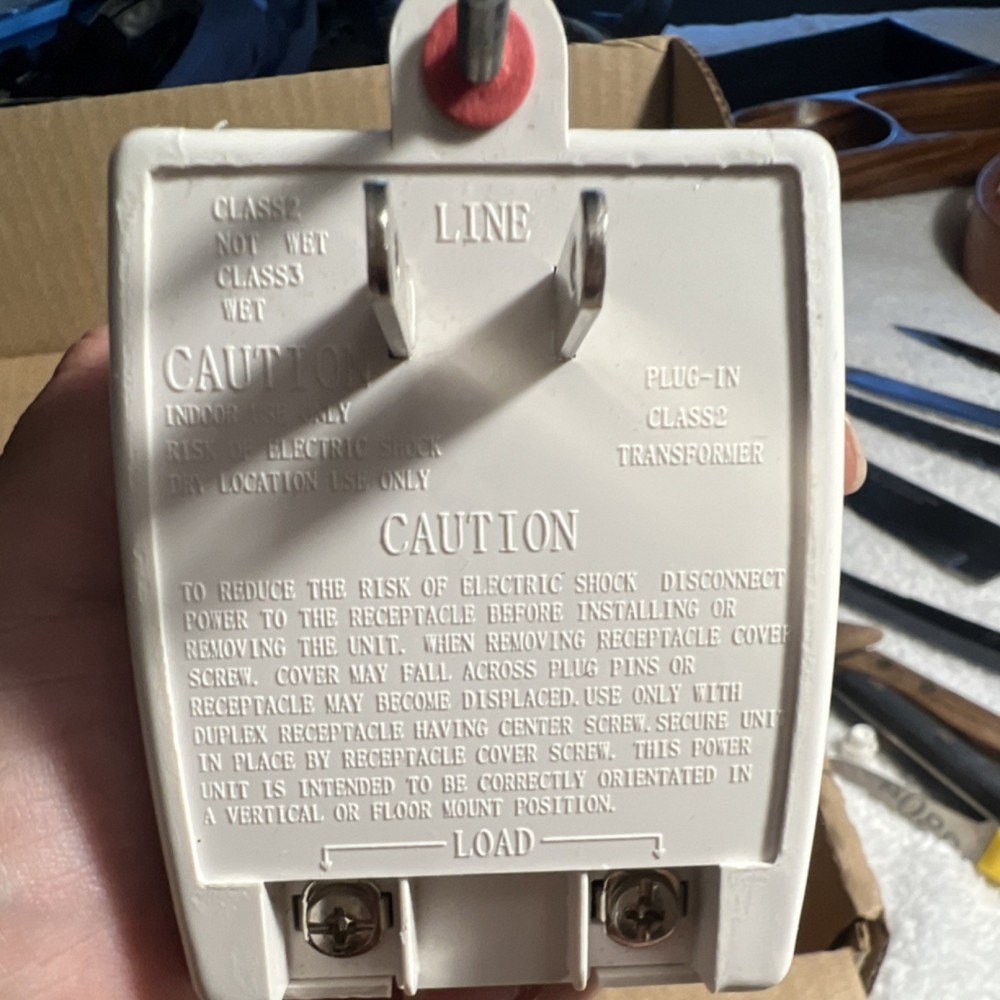 CLASS2
NOT WET
CLASS3
WET
LINE
CAUTION
INDOOR USE ONLY
RISK OF ELECTRIC SHOCK
DRY LOCATION USE ONLY
PLUG-IN
CLASS2
TRANSFORMER
CAUTION
TO REDUCE THE RISK OF ELECTRIC SHOCK DISCONNECT
POWER TO THE RECEPTACLE BEFORE INSTALLING OR
REMOVING THE UNIT. WHEN REMOVING RECEPTACLE COVER
SCREW. COVER MAY FALL ACROSS PLUG PINS OR
RECEPTACLE MAY BECOME DISPLACED. USE ONLY WITH
DUPLEX RECEPTACLE HAVING CENTER SCREW. SECURE UNIT
IN PLACE BY RECEPTACLE COVER SCREW. THIS POWER
UNIT IS INTENDED TO BE CORRECTLY ORIENTATED IN
A VERTICAL OR FLOOR MOUNT POSITION.
LOAD